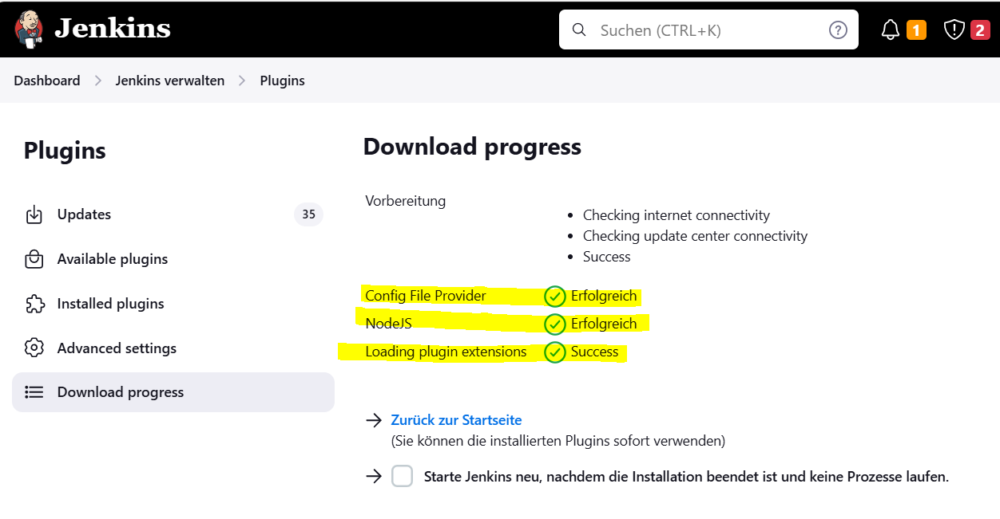 Jenkins
Suchen (CTRL+K)
1
2
Dashboard
Jenkins verwalten
Plugins
Plugins
Updates
35
Available plugins
Installed plugins
Advanced settings
Download progress
Download progress
Vorbereitung
Checking internet connectivity
Checking update center connectivity
Success
Config File Provider Erfolgreich
NodeJS Erfolgreich
Loading plugin extensions Success
Zurück zur Startseite
(Sie können die installierten Plugins sofort verwenden)
Starte Jenkins neu, nachdem die Installation beendet ist und keine Prozesse laufen.